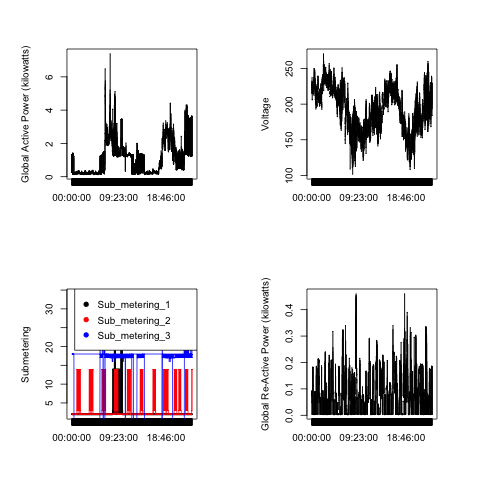 Global Active Power (kilowatts)
0 2 4 6
00:00:00 09:23:00 18:46:00
Voltage
100 150 200 250
00:00:00 09:23:00 18:46:00
Submetering
5 10 20 30
Sub_metering_1
Sub_metering_2
Sub_metering_3
00:00:00 09:23:00 18:46:00
Global Re-Active Power (kilowatts)
0.0 0.1 0.2 0.3 0.4
00:00:00 09:23:00 18:46:00